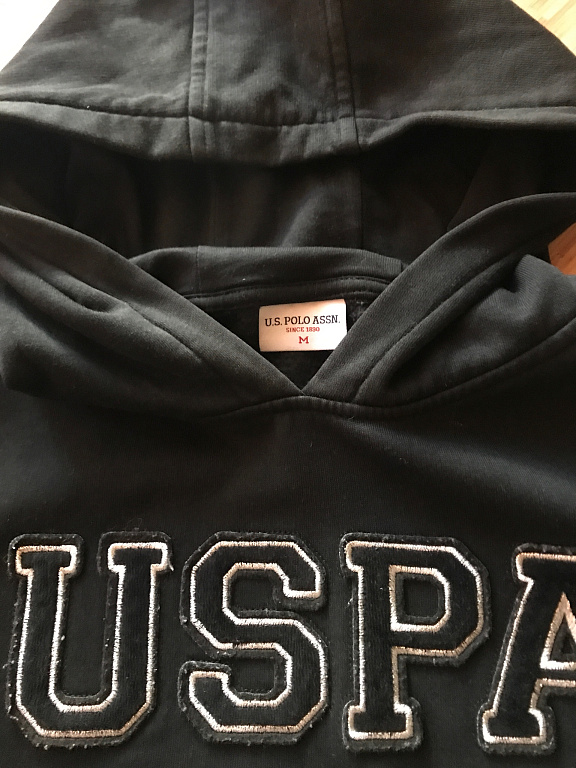 U.S. POLO ASSN.
SINCE 1890
M
USPA